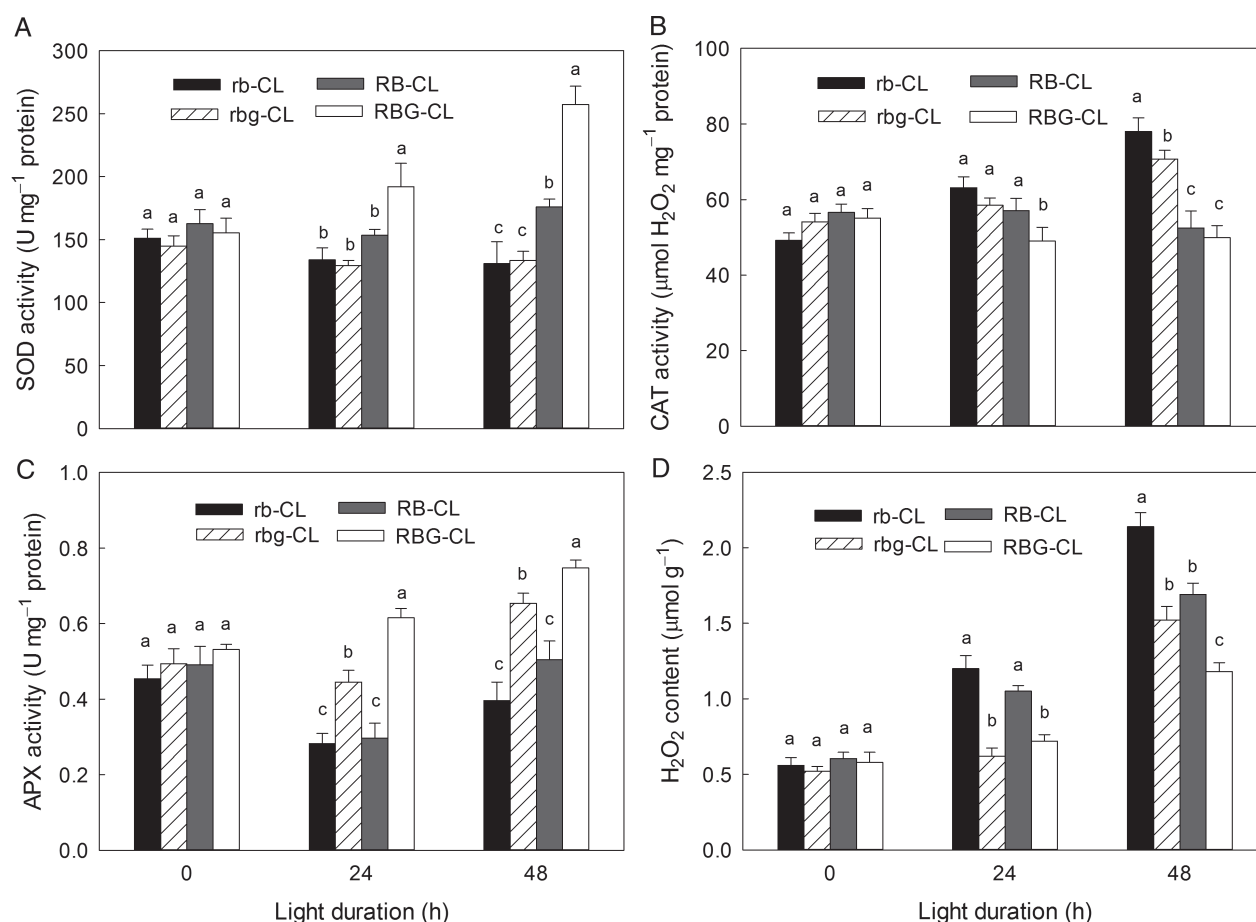 A
SOD activity (U mg⁻¹ protein)
300
250
200
150
100
50
0
rb-CL RB-CL
rbg-CL RBG-CL
a a a a
b b b a
c c b a
B
CAT activity (μmol H₂O₂ mg⁻¹ protein)
100
80
60
40
20
0
rb-CL RB-CL
rbg-CL RBG-CL
a a a a
a a a b
a b c c
C
APX activity (U mg⁻¹ protein)
1.0
0.8
0.6
0.4
0.2
0.0
rb-CL RB-CL
rbg-CL RBG-CL
a a a a
c b c a
c b c a
0 24 48
Light duration (h)
D
H₂O₂ content (μmol g⁻¹)
2.5
2.0
1.5
1.0
0.5
0.0
rb-CL RB-CL
rbg-CL RBG-CL
a a a a
a b a b
a b b c
0 24 48
Light duration (h)